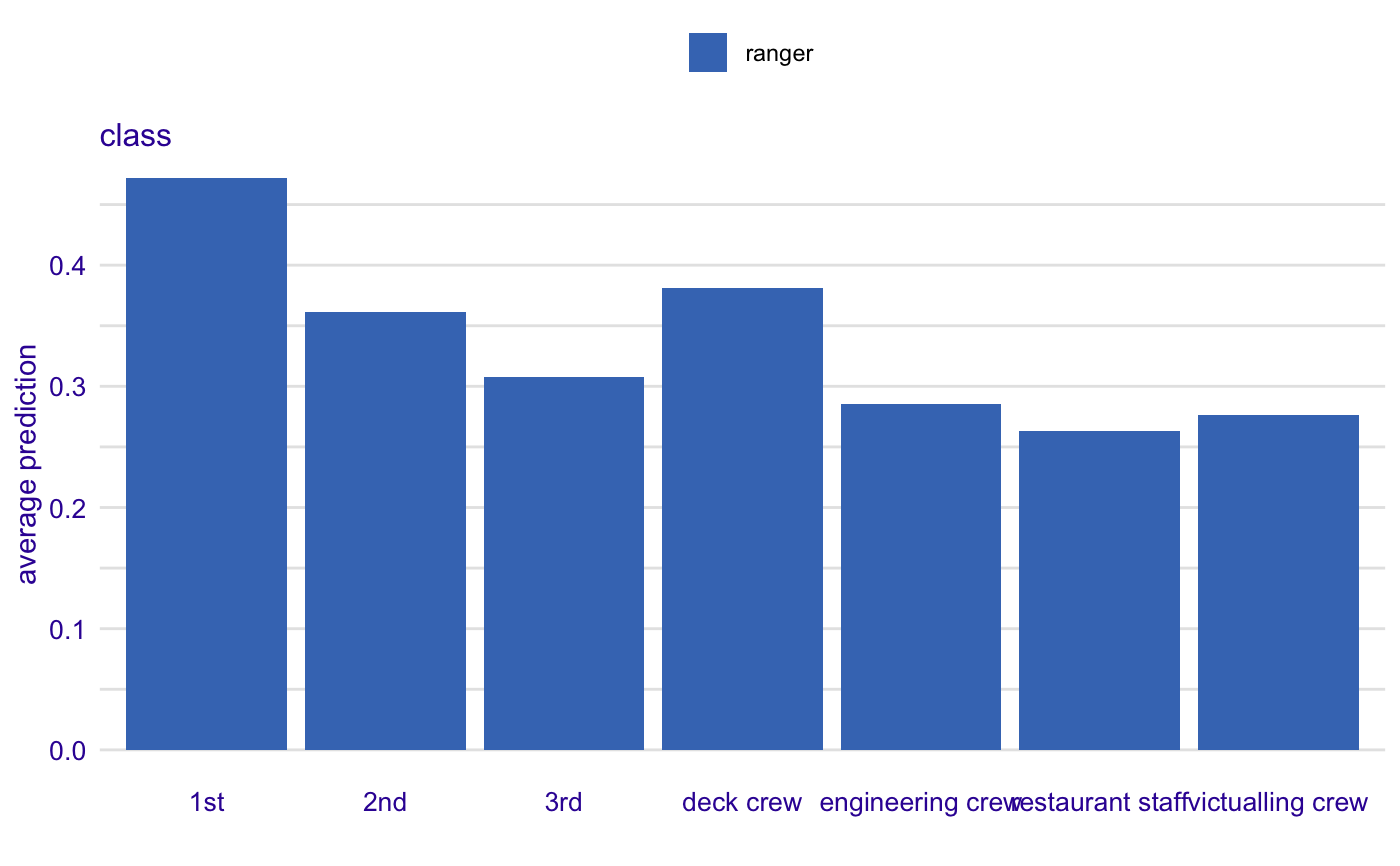 ranger
class
average prediction
0.4
0.3
0.2
0.1
0.0
1st 2nd 3rd deck crew engineering crew restaurant staff victualling crew